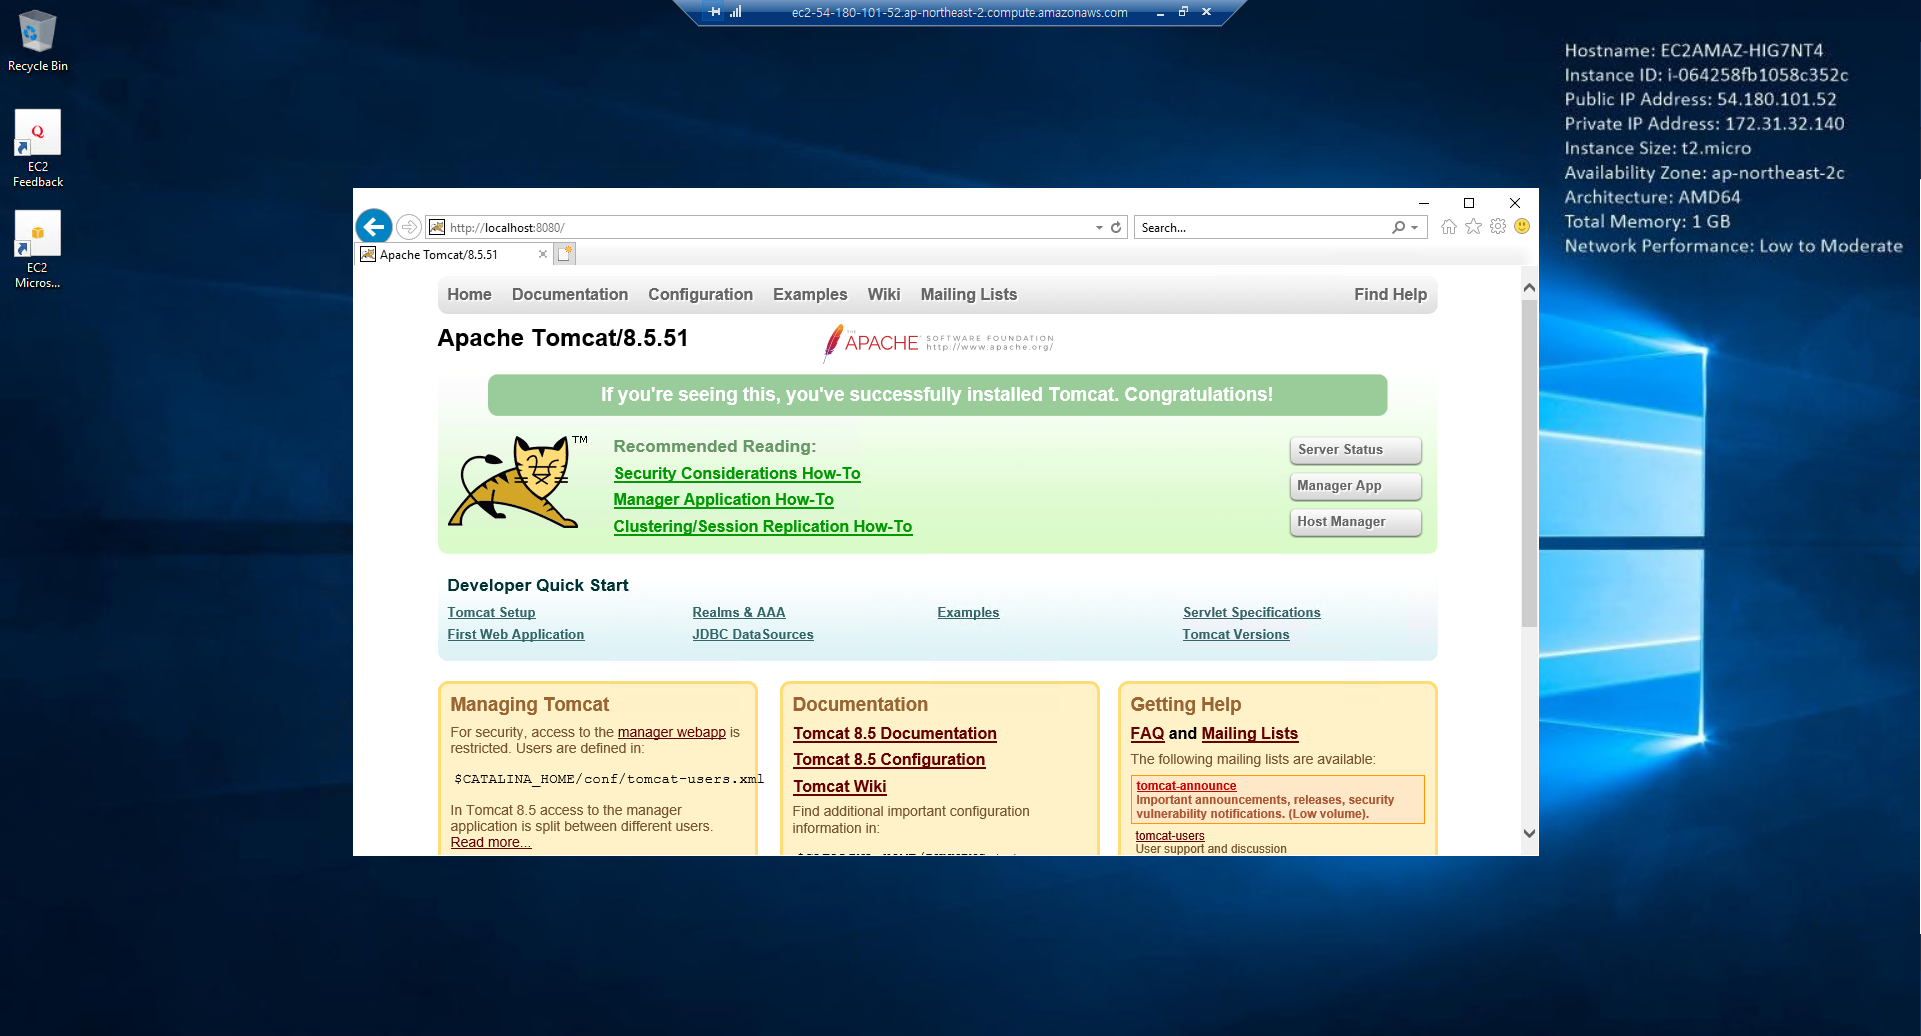 ec2-54-180-101-52.ap-northeast-2.compute.amazonaws.com
Recycle Bin
EC2
Feedback
EC2
Micros...
Hostname: EC2AMAZ-HIG7NT4
Instance ID: i-064258fb1058c352c
Public IP Address: 54.180.101.52
Private IP Address: 172.31.32.140
Instance Size: t2.micro
Availability Zone: ap-northeast-2c
Architecture: AMD64
Total Memory: 1 GB
Network Performance: Low to Moderate
http://localhost:8080/
Search...
Apache Tomcat/8.5.51
Home Documentation Configuration Examples Wiki Mailing Lists Find Help
Apache Tomcat/8.5.51
THE
APACHE SOFTWARE FOUNDATION
http://www.apache.org/
If you're seeing this, you've successfully installed Tomcat. Congratulations!
TM
Recommended Reading:
Security Considerations How-To
Manager Application How-To
Clustering/Session Replication How-To
Server Status
Manager App
Host Manager
Developer Quick Start
Tomcat Setup Realms & AAA Examples Servlet Specifications
First Web Application JDBC DataSources Tomcat Versions
Managing Tomcat
For security, access to the manager webapp is
restricted. Users are defined in:
$CATALINA_HOME/conf/tomcat-users.xml
In Tomcat 8.5 access to the manager
application is split between different users.
Read more...
Documentation
Tomcat 8.5 Documentation
Tomcat 8.5 Configuration
Tomcat Wiki
Find additional important configuration
information in:
Getting Help
FAQ and Mailing Lists
The following mailing lists are available:
tomcat-announce
Important announcements, releases, security
vulnerability notifications. (Low volume).
tomcat-users
User support and discussion